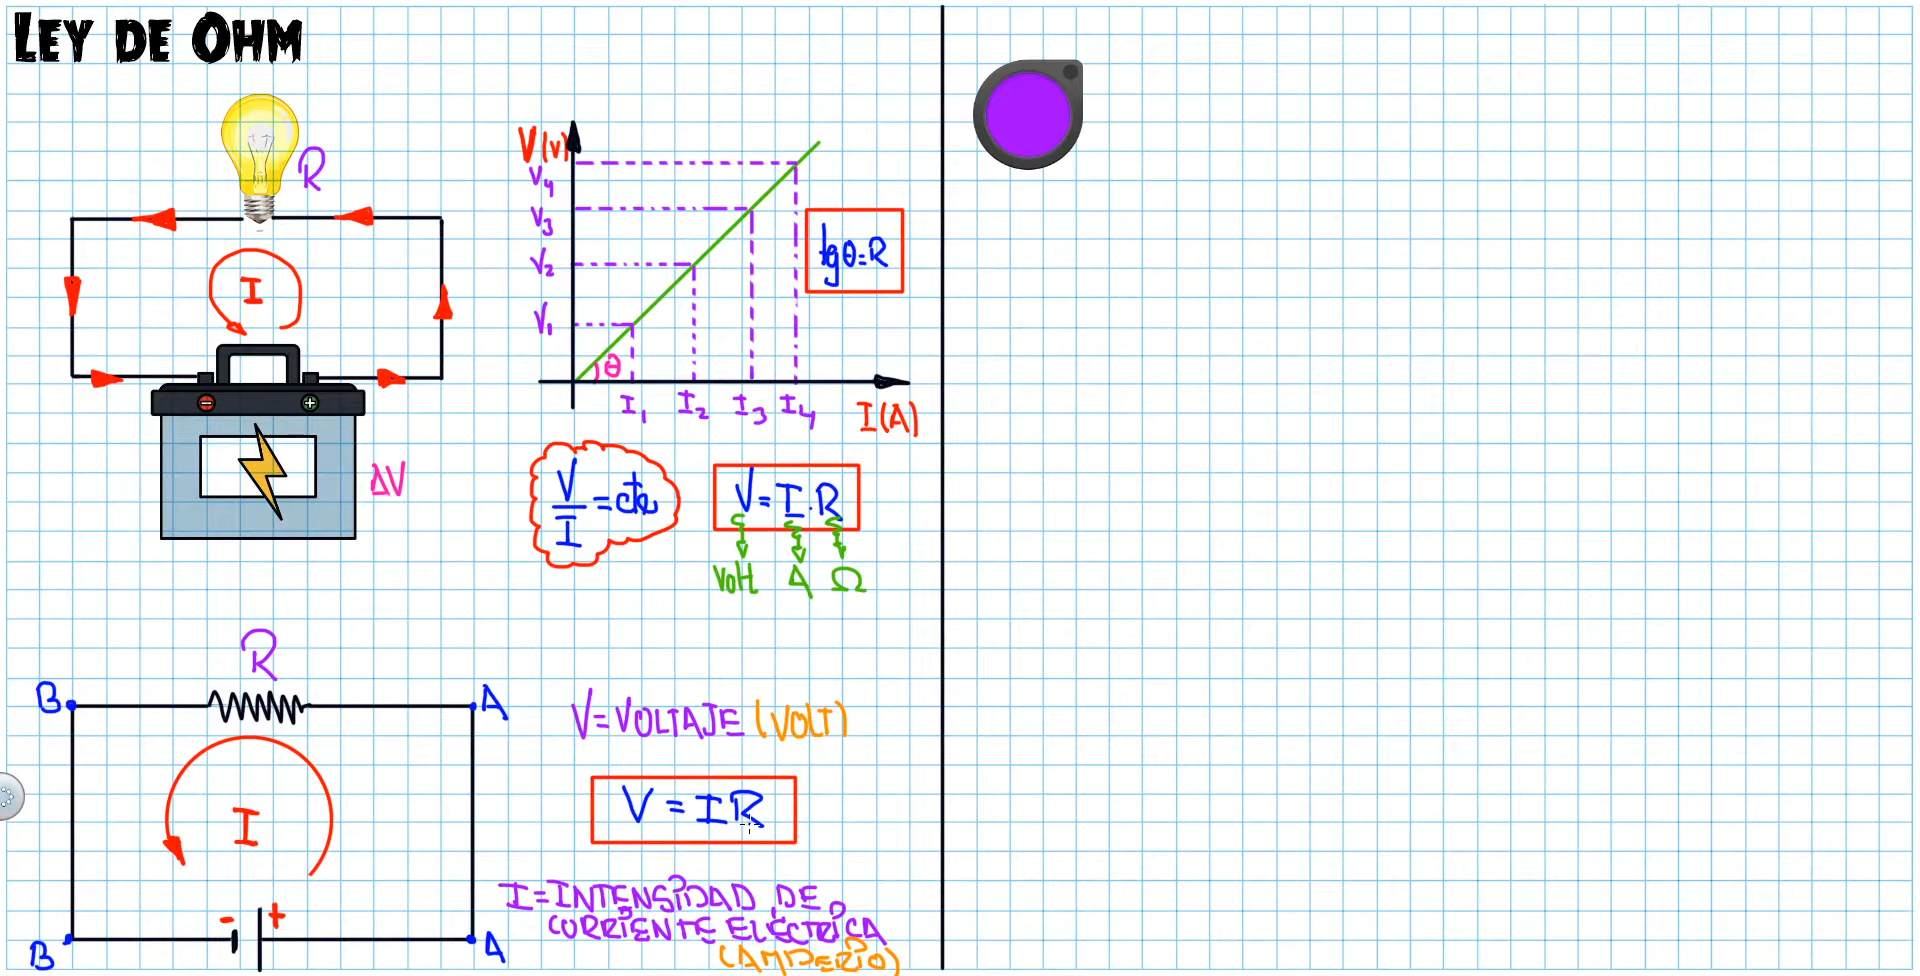 LEY DE OHM
R
I
- +
ΔV
V(v)
V4
V3
V2
V1
θ
I1 I2 I3 I4
I(A)
tgθ=R
V/I = cte
V=I.R
Volt A Ω
R
B A
I
- +
B A
V=VOLTAJE (VOLT)
V = IR
I=INTENSIDAD DE
CORRIENTE ELÉCTRICA
(AMPERIO)